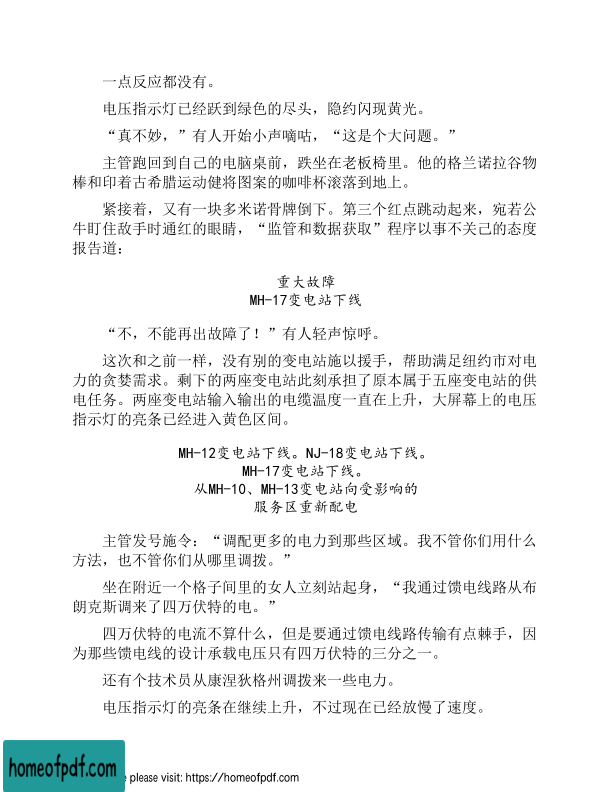 一点反应都没有。
电压指示灯已经跃到绿色的尽头，隐约闪现黄光。
“真不妙，”有人开始小声嘀咕，“这是个大问题。”
主管跑回到自己的电脑桌前，跌坐在老板椅里。他的格兰诺拉谷物
棒和印着古希腊运动健将图案的咖啡杯滚落到地上。
紧接着，又有一块多米诺骨牌倒下。第三个红点跳动起来，宛若公
牛盯住敌手时通红的眼睛，“监管和数据获取”程序以事不关己的态度
报告道：
重大故障
MH-17变电站下线
“不，不能再出故障了！”有人轻声惊呼。
这次和之前一样，没有别的变电站施以援手，帮助满足纽约市对电
力的贪婪需求。剩下的两座变电站此刻承担了原本属于五座变电站的供
电任务。两座变电站输入输出的电缆温度一直在上升，大屏幕上的电压
指示灯的亮条已经进入黄色区间。
MH-12变电站下线。NJ-18变电站下线。
MH-17变电站下线。
从MH-10、MH-13变电站向受影响的
服务区重新配电
主管发号施令：“调配更多的电力到那些区域。我不管你们用什么
方法，也不管你们从哪里调拨。”
坐在附近一个格子间里的女人立刻站起身，“我通过馈电线路从布
朗克斯调来了四万伏特的电。”
四万伏特的电流不算什么，但是要通过馈电线路传输有点棘手，因
为那些馈电线的设计承载电压只有四万伏特的三分之一。
还有个技术员从康涅狄格州调拨来一些电力。
电压指示灯的亮条在继续上升，不过现在已经放慢了速度。
homeofpdf.com
please visit: https://homeofpdf.com